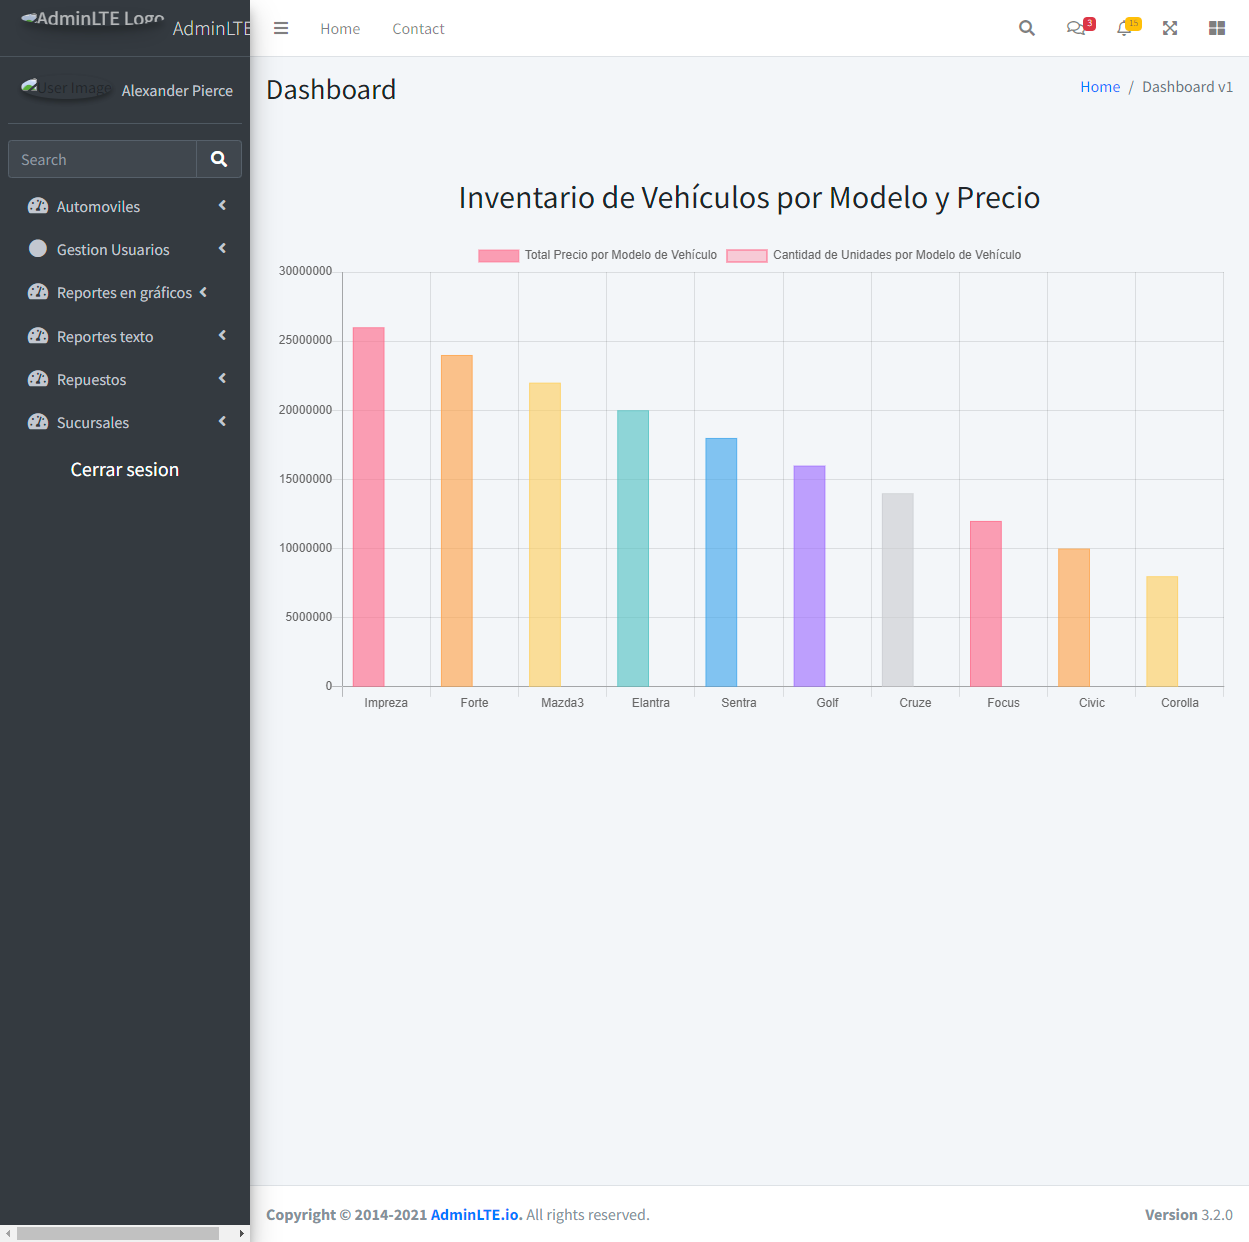 AdminLTE Logo
AdminLTE
Home
Contact
3
15
User Image
Alexander Pierce
Dashboard
Home / Dashboard v1
Search
Automoviles
Gestion Usuarios
Reportes en gráficos
Reportes texto
Repuestos
Sucursales
Cerrar sesion
Inventario de Vehículos por Modelo y Precio
Total Precio por Modelo de Vehículo
Cantidad de Unidades por Modelo de Vehículo
30000000
25000000
20000000
15000000
10000000
5000000
0
Impreza Forte Mazda3 Elantra Sentra Golf Cruze Focus Civic Corolla
Copyright © 2014-2021 AdminLTE.io. All rights reserved.
Version 3.2.0